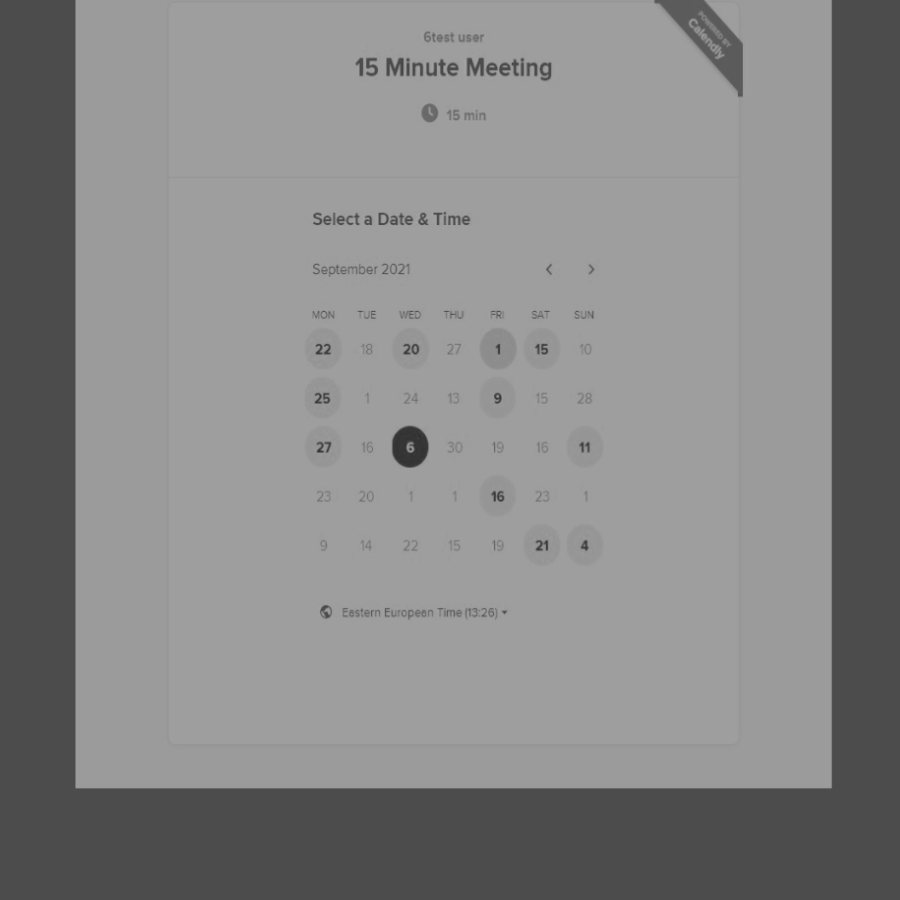 6test user
POWERED BY
Calendly
15 Minute Meeting
15 min
Select a Date & Time
September 2021
MON TUE WED THU FRI SAT SUN
22 18 20 27 1 15 10
25 1 24 13 9 15 28
27 16 6 30 19 16 11
23 20 1 1 16 23 1
9 14 22 15 19 21 4
Eastern European Time (13:26)